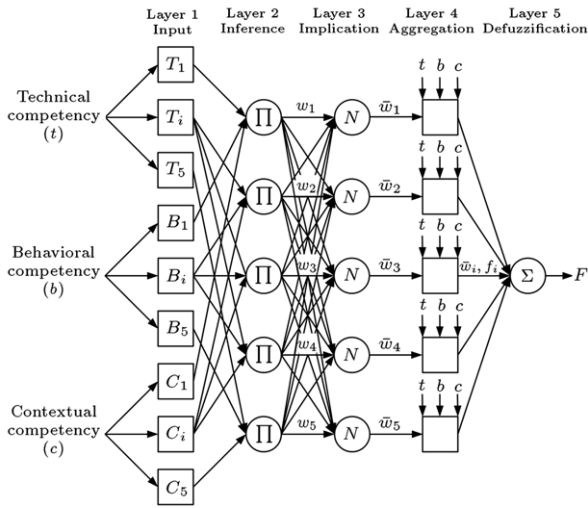 Layer 1 Layer 2 Layer 3 Layer 4 Layer 5
Input Inference Implication Aggregation Defuzzification
Technical
competency
(t)
Behavioral
competency
(b)
Contextual
competency
(c)
T₁
Tᵢ
T₅
B₁
Bᵢ
B₅
C₁
Cᵢ
C₅
∏
∏
∏
∏
∏
w₁
w₂
w₃
w₄
w₅
N
N
N
N
N
w̄₁
w̄₂
w̄₃
w̄₄
w̄₅
t b c
t b c
t b c
t b c
t b c
w̄ᵢ, fᵢ
Σ
F